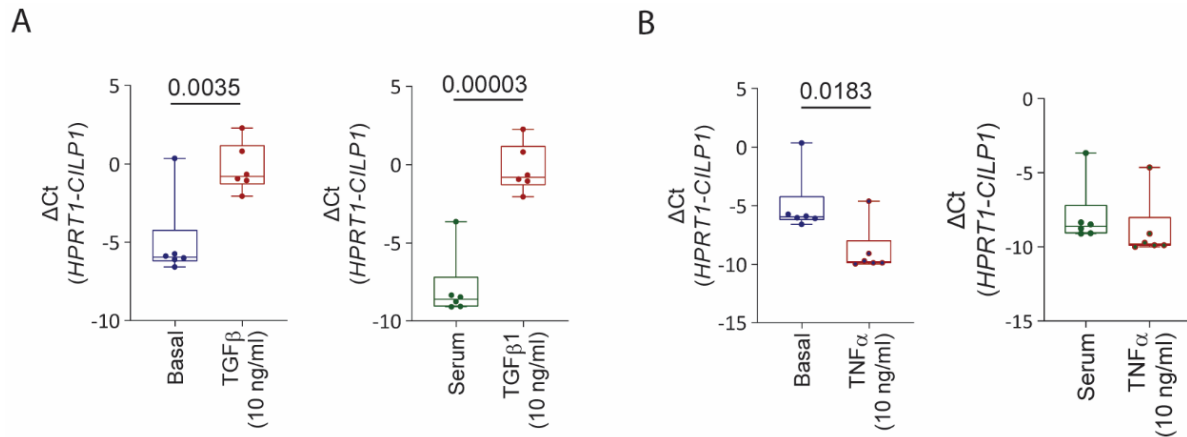 A
B
0.0035
5
0
-5
-10
ΔCt
(HPRT1-CILP1)
Basal
TGFβ
(10 ng/ml)
0.00003
5
0
-5
-10
ΔCt
(HPRT1-CILP1)
Serum
TGFβ1
(10 ng/ml)
0.0183
5
0
-5
-10
-15
ΔCt
(HPRT1-CILP1)
Basal
TNFα
(10 ng/ml)
0
-5
-10
-15
ΔCt
(HPRT1-CILP1)
Serum
TNFα
(10 ng/ml)